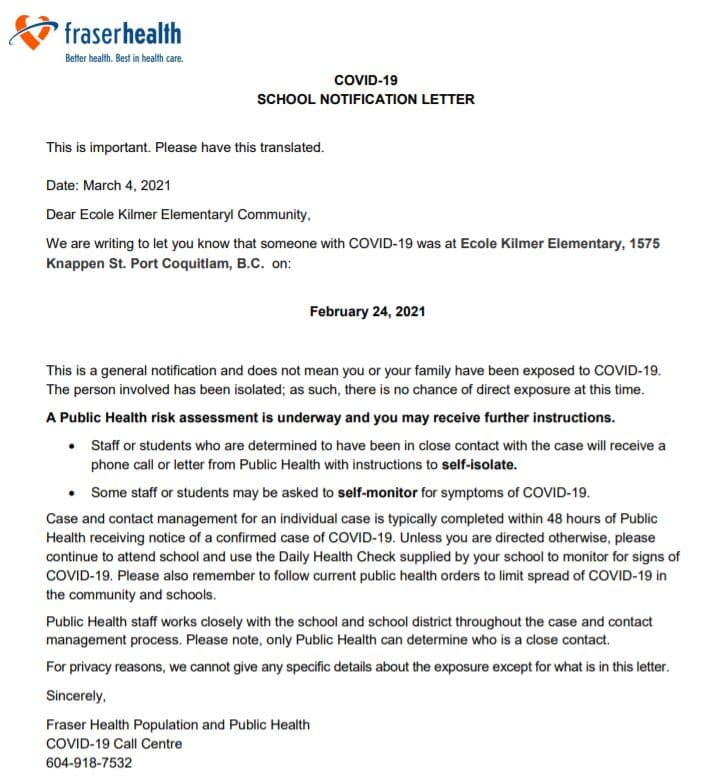 fraserhealth
Better health. Best in health care.
COVID-19
SCHOOL NOTIFICATION LETTER
This is important. Please have this translated.
Date: March 4, 2021
Dear Ecole Kilmer Elementaryl Community,
We are writing to let you know that someone with COVID-19 was at Ecole Kilmer Elementary, 1575
Knappen St. Port Coquitlam, B.C. on:
February 24, 2021
This is a general notification and does not mean you or your family have been exposed to COVID-19.
The person involved has been isolated; as such, there is no chance of direct exposure at this time.
A Public Health risk assessment is underway and you may receive further instructions.
• Staff or students who are determined to have been in close contact with the case will receive a
phone call or letter from Public Health with instructions to self-isolate.
• Some staff or students may be asked to self-monitor for symptoms of COVID-19.
Case and contact management for an individual case is typically completed within 48 hours of Public
Health receiving notice of a confirmed case of COVID-19. Unless you are directed otherwise, please
continue to attend school and use the Daily Health Check supplied by your school to monitor for signs of
COVID-19. Please also remember to follow current public health orders to limit spread of COVID-19 in
the community and schools.
Public Health staff works closely with the school and school district throughout the case and contact
management process. Please note, only Public Health can determine who is a close contact.
For privacy reasons, we cannot give any specific details about the exposure except for what is in this letter.
Sincerely,
Fraser Health Population and Public Health
COVID-19 Call Centre
604-918-7532